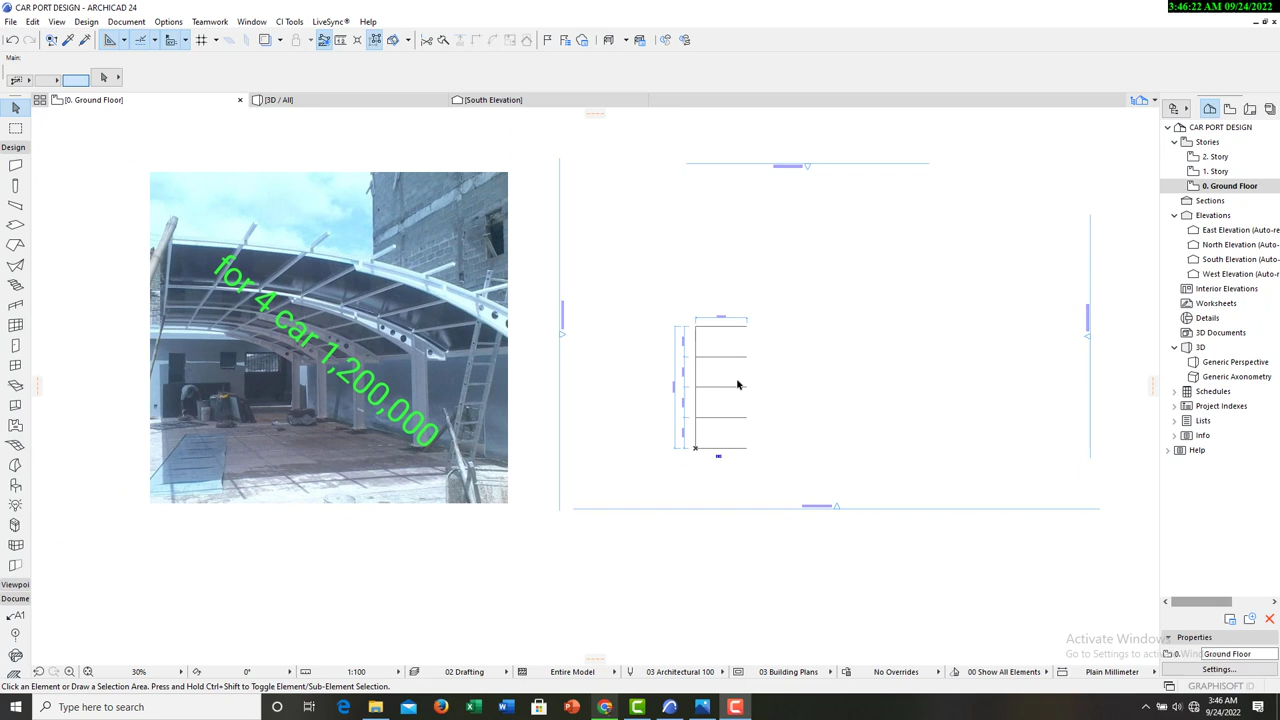 CAR PORT DESIGN - ARCHICAD 24
3:46:22 AM 09/24/2022
File Edit View Design Document Options Teamwork Window CI Tools LiveSync® Help
Main:
[0. Ground Floor]
[3D / All]
[South Elevation]
Design
for 4 car 1,200,000
CAR PORT DESIGN
Stories
2. Story
1. Story
0. Ground Floor
Sections
Elevations
East Elevation (Auto-re
North Elevation (Auto-
South Elevation (Auto-
West Elevation (Auto-re
Interior Elevations
Worksheets
Details
3D Documents
3D
Generic Perspective
Generic Axonometry
Schedules
Project Indexes
Lists
Info
Help
Viewpoi
Docume
Properties
0. Ground Floor
Settings...
Activate Windows
Go to Settings to activ
30%
0°
1:100
02 Drafting
Entire Model
03 Architectural 100
03 Building Plans
No Overrides
00 Show All Elements
Plain Millimeter
Click an Element or Draw a Selection Area. Press and Hold Ctrl+Shift to Toggle Element/Sub-Element Selection.
GRAPHISOFT ID
Type here to search
3:46 AM
9/24/2022